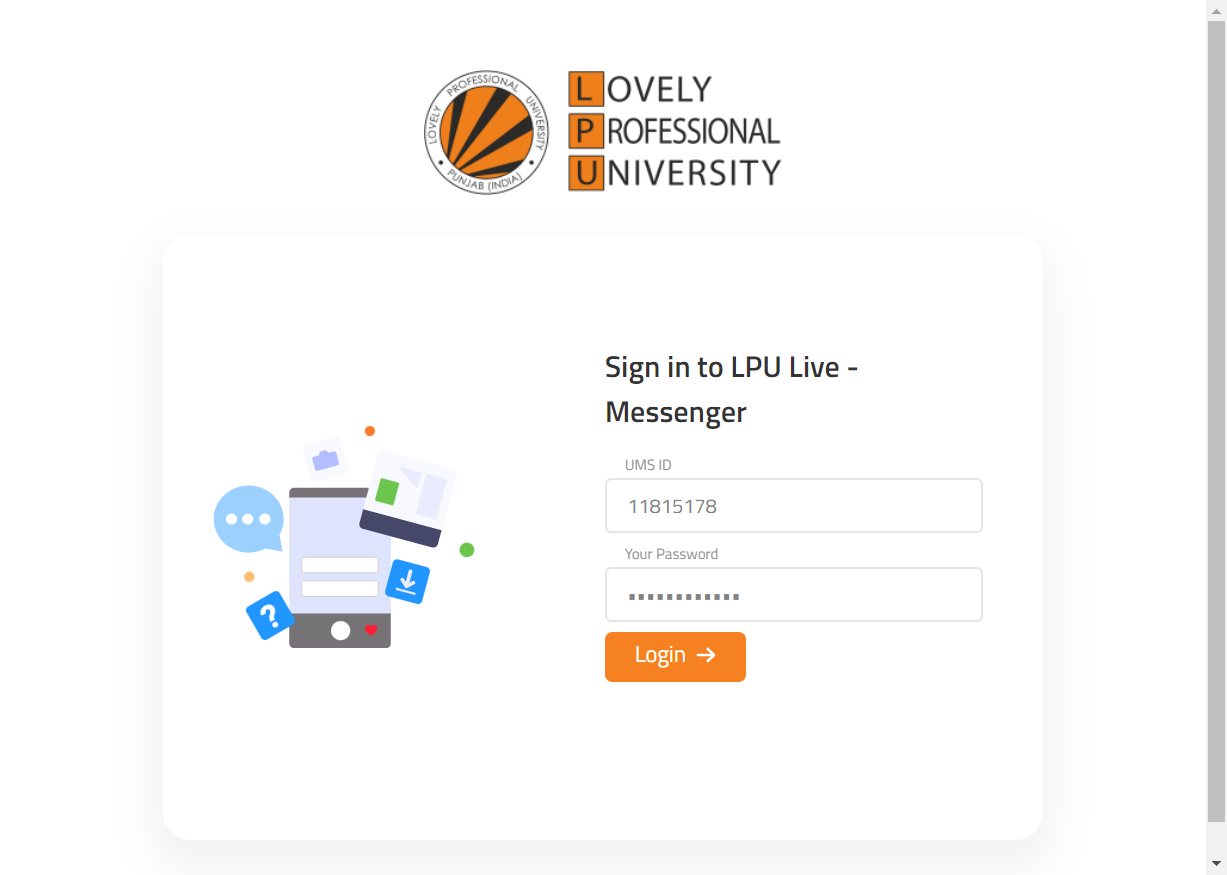 LOVELY PROFESSIONAL UNIVERSITY
PUNJAB (INDIA)
LOVELY
PROFESSIONAL
UNIVERSITY
Sign in to LPU Live -
Messenger
UMS ID
11815178
Your Password
Login